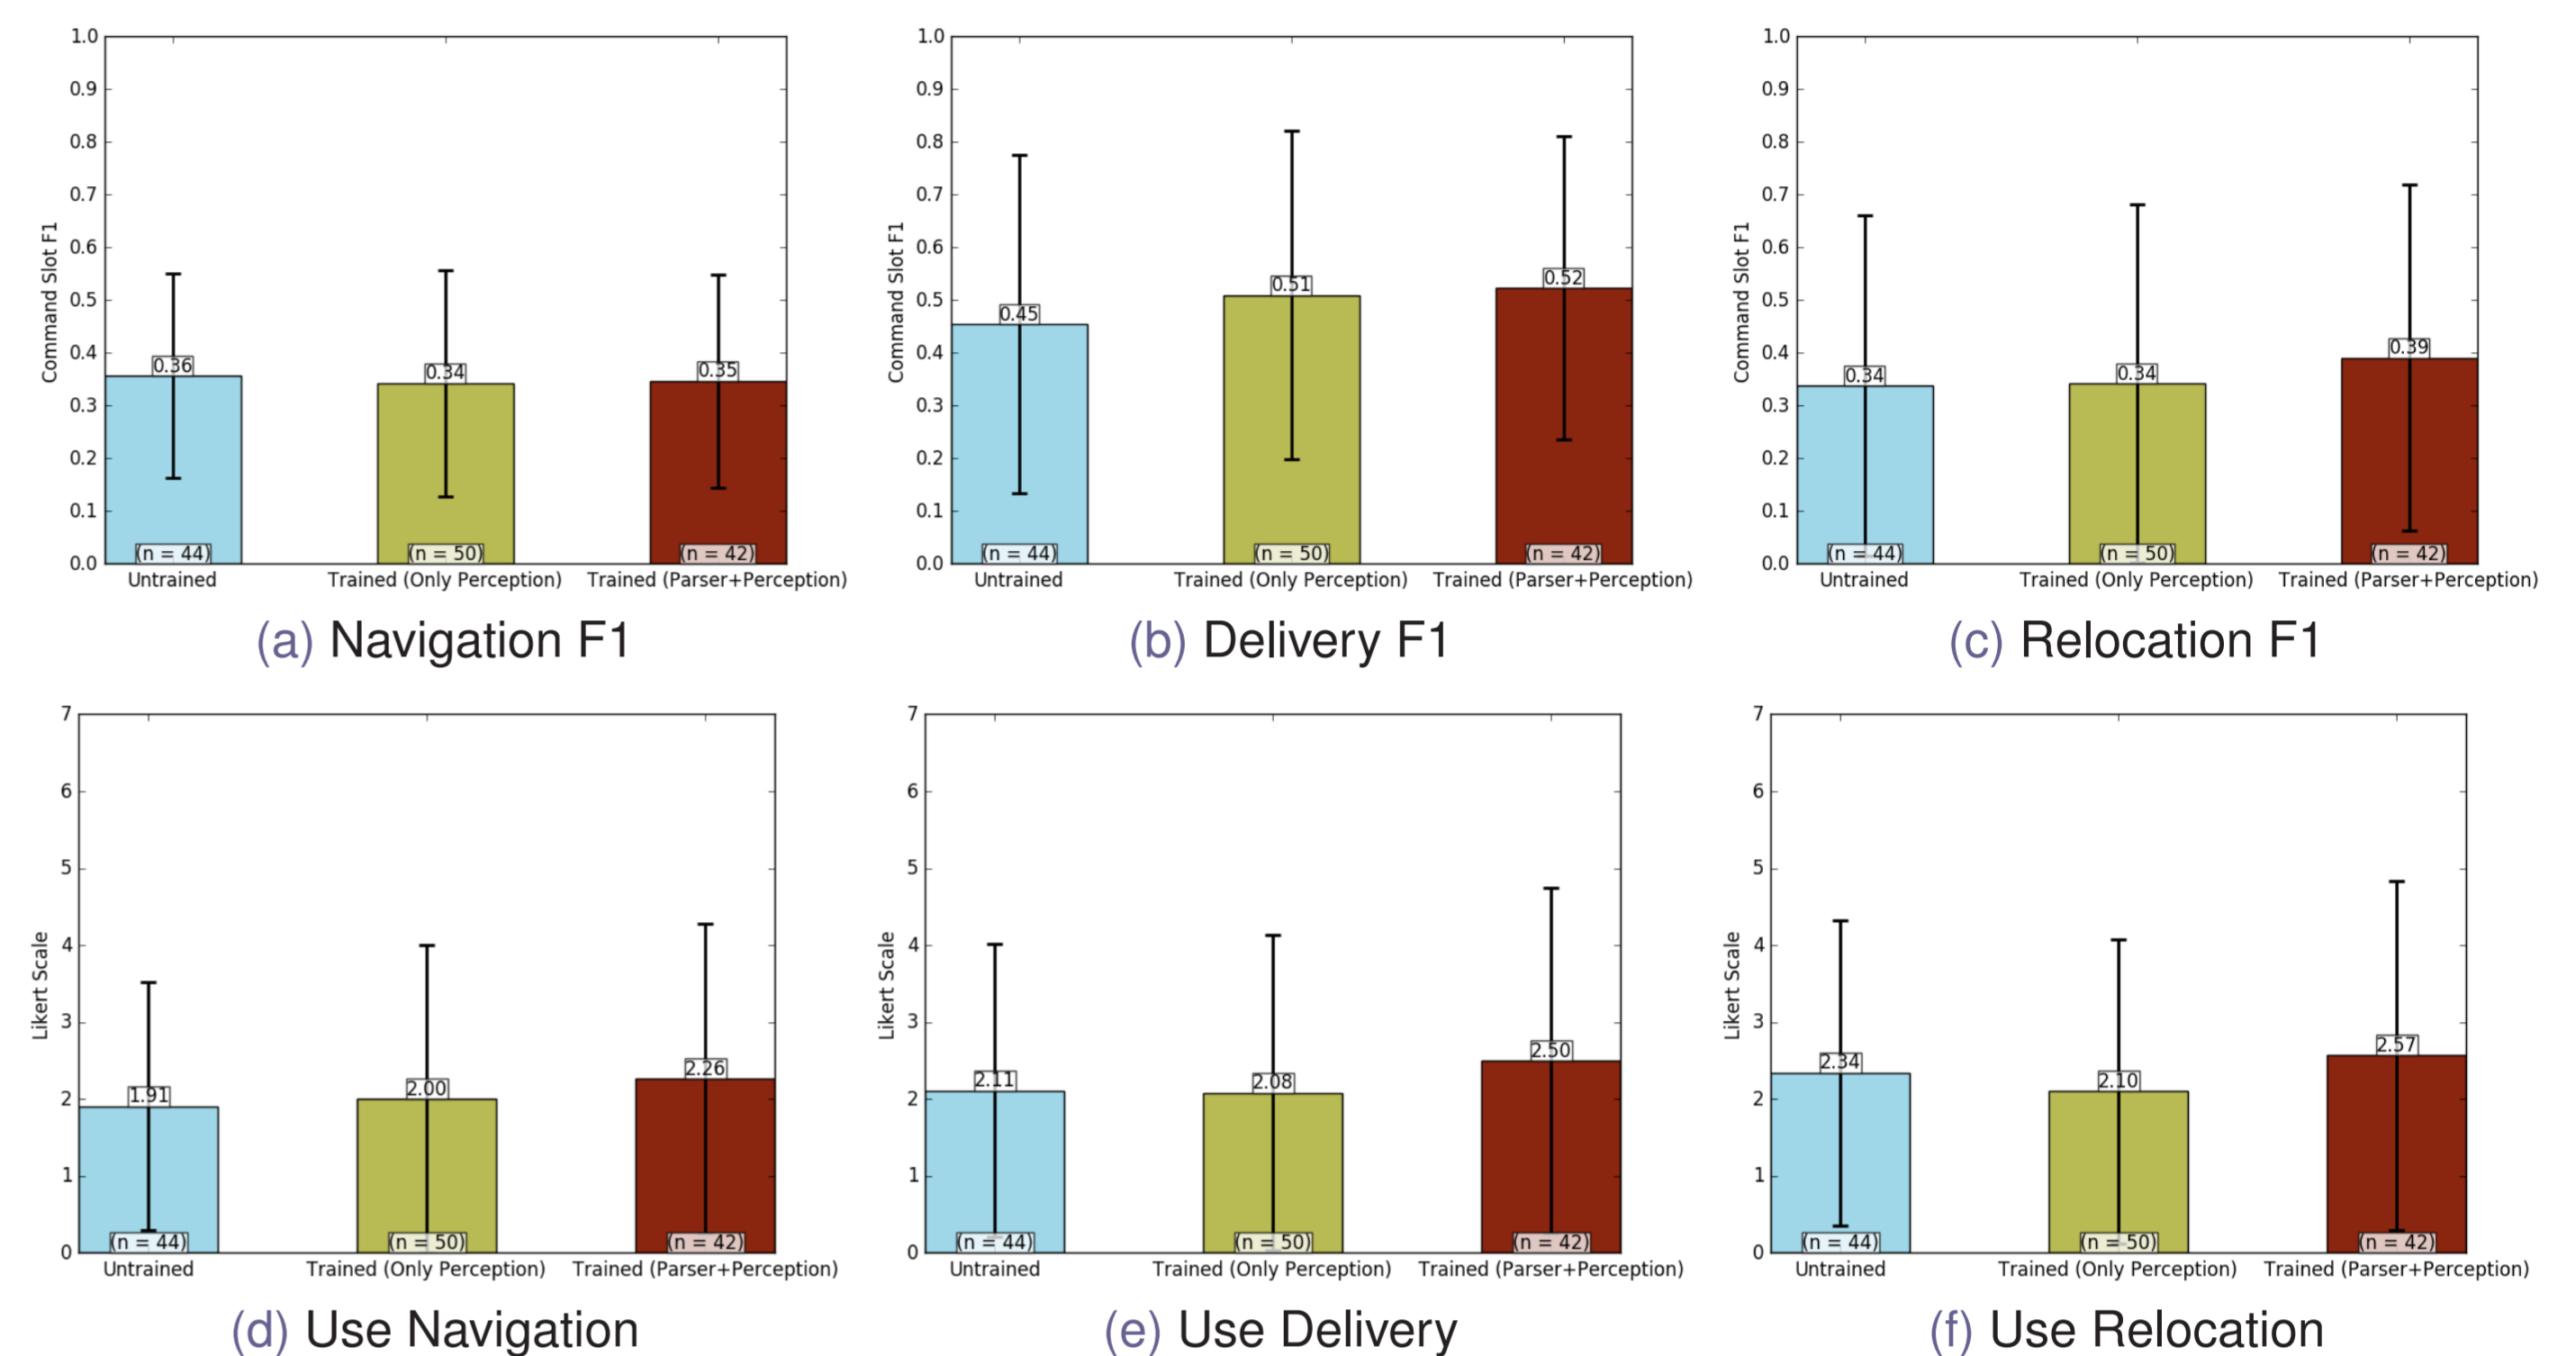 1.0
0.9
0.8
0.7
0.6
0.5
0.4
0.3
0.2
0.1
0.0
Command Slot F1
0.36
0.34
0.35
(n = 44)
(n = 50)
(n = 42)
Untrained
Trained (Only Perception)
Trained (Parser+Perception)
(a) Navigation F1
1.0
0.9
0.8
0.7
0.6
0.5
0.4
0.3
0.2
0.1
0.0
Command Slot F1
0.45
0.51
0.52
(n = 44)
(n = 50)
(n = 42)
Untrained
Trained (Only Perception)
Trained (Parser+Perception)
(b) Delivery F1
1.0
0.9
0.8
0.7
0.6
0.5
0.4
0.3
0.2
0.1
0.0
Command Slot F1
0.34
0.34
0.39
(n = 44)
(n = 50)
(n = 42)
Untrained
Trained (Only Perception)
Trained (Parser+Perception)
(c) Relocation F1
7
6
5
4
3
2
1
0
Likert Scale
1.91
2.00
2.26
(n = 44)
(n = 50)
(n = 42)
Untrained
Trained (Only Perception)
Trained (Parser+Perception)
(d) Use Navigation
7
6
5
4
3
2
1
0
Likert Scale
2.11
2.08
2.50
(n = 44)
(n = 50)
(n = 42)
Untrained
Trained (Only Perception)
Trained (Parser+Perception)
(e) Use Delivery
7
6
5
4
3
2
1
0
Likert Scale
2.34
2.10
2.57
(n = 44)
(n = 50)
(n = 42)
Untrained
Trained (Only Perception)
Trained (Parser+Perception)
(f) Use Relocation